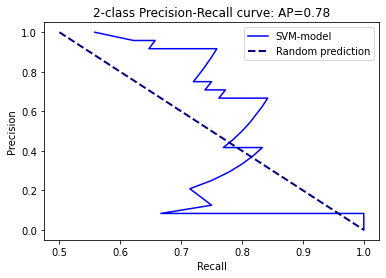 2-class Precision-Recall curve: AP=0.78
SVM-model
Random prediction
Precision
1.0
0.8
0.6
0.4
0.2
0.0
0.5 0.6 0.7 0.8 0.9 1.0
Recall